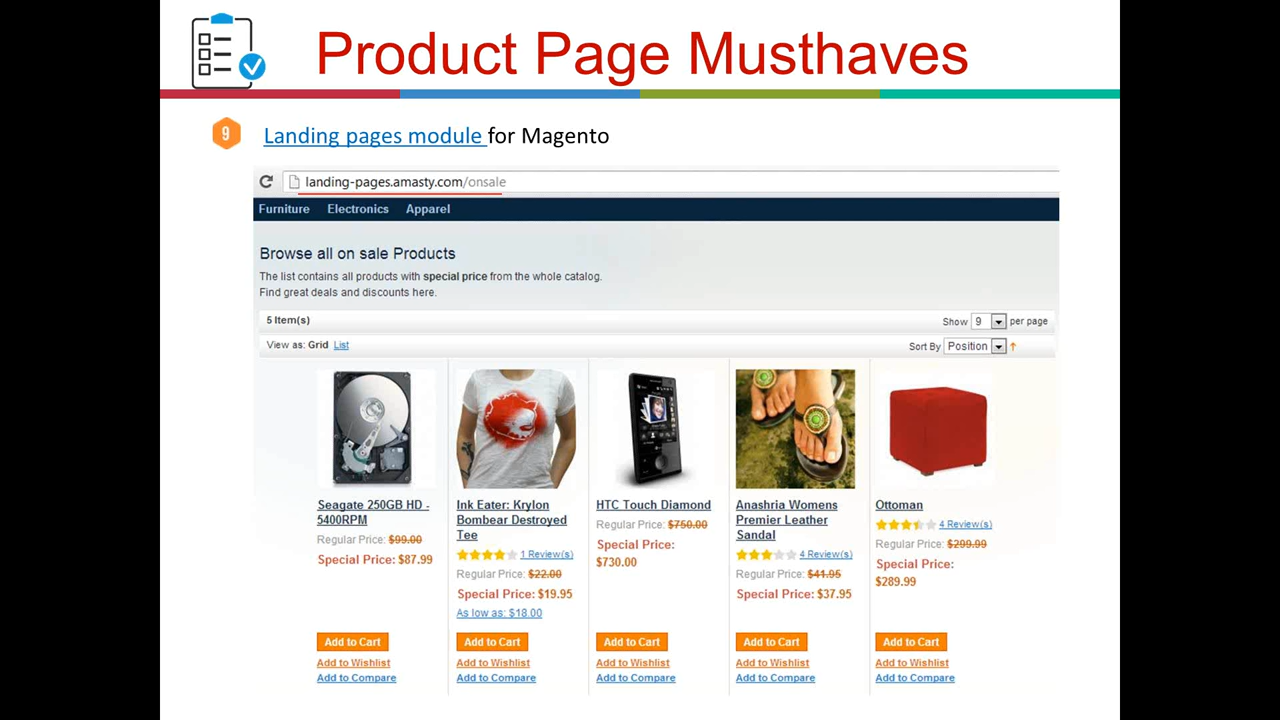 Product Page Musthaves
9
Landing pages module for Magento
landing-pages.amasty.com/onsale
Furniture Electronics Apparel
Browse all on sale Products
The list contains all products with special price from the whole catalog.
Find great deals and discounts here.
5 Item(s)
Show 9 per page
View as: Grid List
Sort By Position
Seagate 250GB HD -
5400RPM
Regular Price: $99.00
Special Price: $87.99
Add to Cart
Add to Wishlist
Add to Compare
Ink Eater: Krylon
Bombear Destroyed
Tee
1 Review(s)
Regular Price: $22.00
Special Price: $19.95
As low as: $18.00
Add to Cart
Add to Wishlist
Add to Compare
HTC Touch Diamond
Regular Price: $750.00
Special Price:
$730.00
Add to Cart
Add to Wishlist
Add to Compare
Anashria Womens
Premier Leather
Sandal
4 Review(s)
Regular Price: $41.95
Special Price: $37.95
Add to Cart
Add to Wishlist
Add to Compare
Ottoman
4 Review(s)
Regular Price: $299.99
Special Price:
$289.99
Add to Cart
Add to Wishlist
Add to Compare